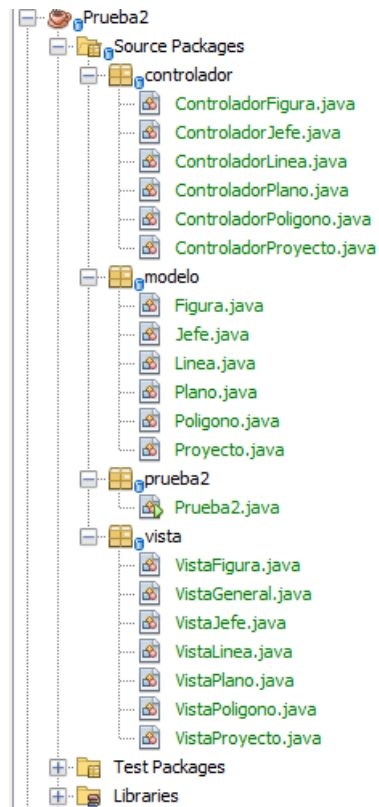 Prueba2
Source Packages
controlador
ControladorFigura.java
ControladorJefe.java
ControladorLinea.java
ControladorPlano.java
ControladorPoligono.java
ControladorProyecto.java
modelo
Figura.java
Jefe.java
Linea.java
Plano.java
Poligono.java
Proyecto.java
prueba2
Prueba2.java
vista
VistaFigura.java
VistaGeneral.java
VistaJefe.java
VistaLinea.java
VistaPlano.java
VistaPoligono.java
VistaProyecto.java
Test Packages
Libraries